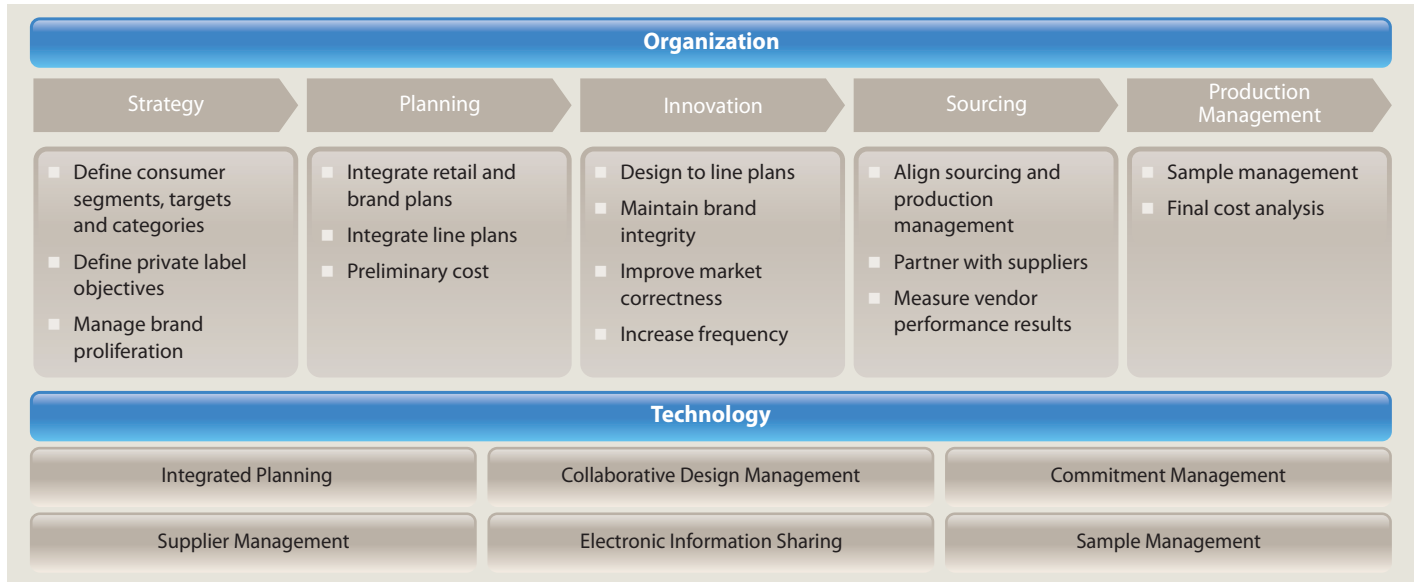 Organization
Strategy
Planning
Innovation
Sourcing
Production
Management
Define consumer
segments, targets
and categories
Define private label
objectives
Manage brand
proliferation
Integrate retail and
brand plans
Integrate line plans
Preliminary cost
Design to line plans
Maintain brand
integrity
Improve market
correctness
Increase frequency
Align sourcing and
production
management
Partner with suppliers
Measure vendor
performance results
Sample management
Final cost analysis
Technology
Integrated Planning
Collaborative Design Management
Commitment Management
Supplier Management
Electronic Information Sharing
Sample Management